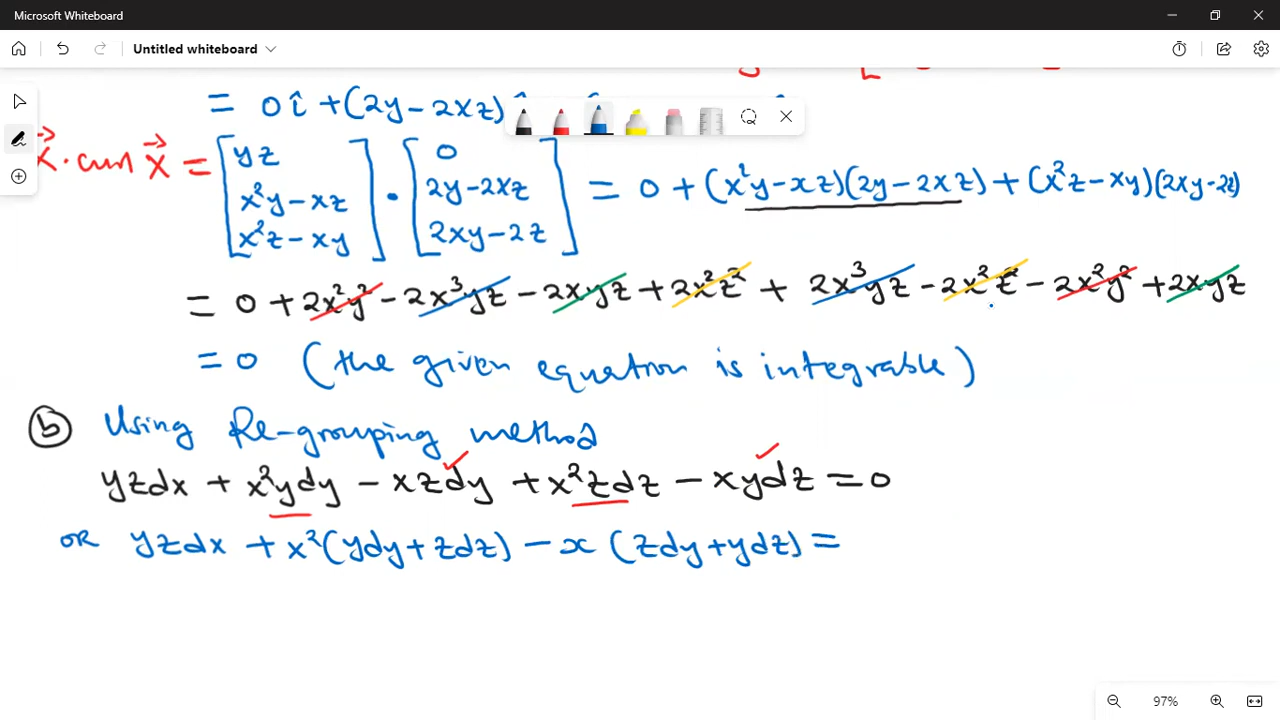 Microsoft Whiteboard
Untitled whiteboard
= 0î + (2y - 2xz)
X⃗ · curl X⃗ = [yz x²y - xz x²z - xy] · [0 2y - 2xz 2xy - 2z] = 0 + (x²y - xz)(2y - 2xz) + (x²z - xy)(2xy - 2z)
= 0 + 2x²y² - 2x³yz - 2xyz + 2x²z² + 2x³yz - 2x²z² - 2x²y² + 2xyz
= 0 (the given equation is integrable)
(b) Using Re-grouping method
yzdx + x²ydy - xzdy + x²zdz - xydz = 0
OR yzdx + x²(ydy + zdz) - x(zdy + ydz) =
97%